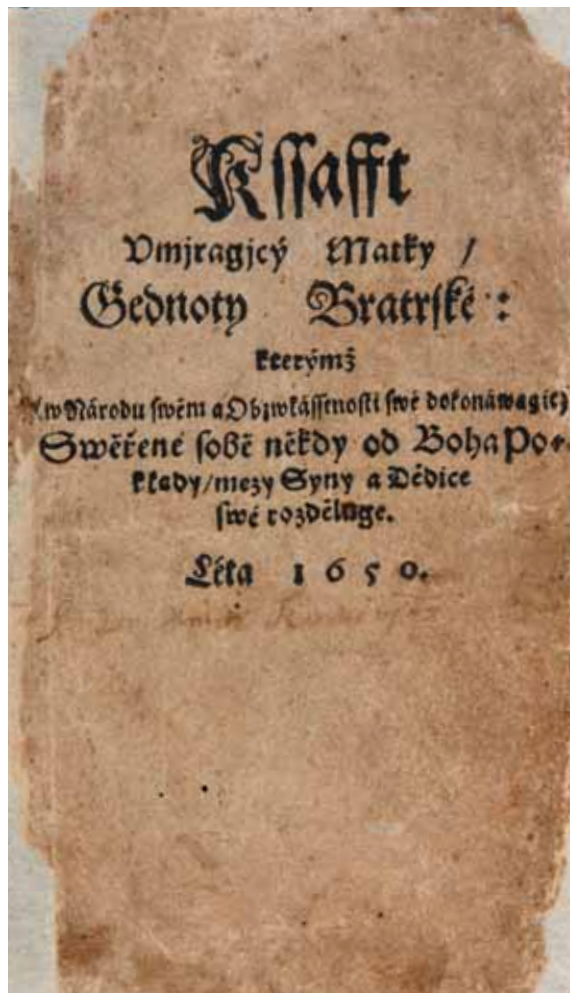 Kssafft
Vmjragjcý Matky /
Gednoty Bratrské :
kterýmž
(w Národu swém a Obzwlásstnosti swé dokonáwagjc)
Swěřené sobě někdy od Boha Po-
klady/mezy Syny a Dědice
swé rozděluge.
Léta 1650.